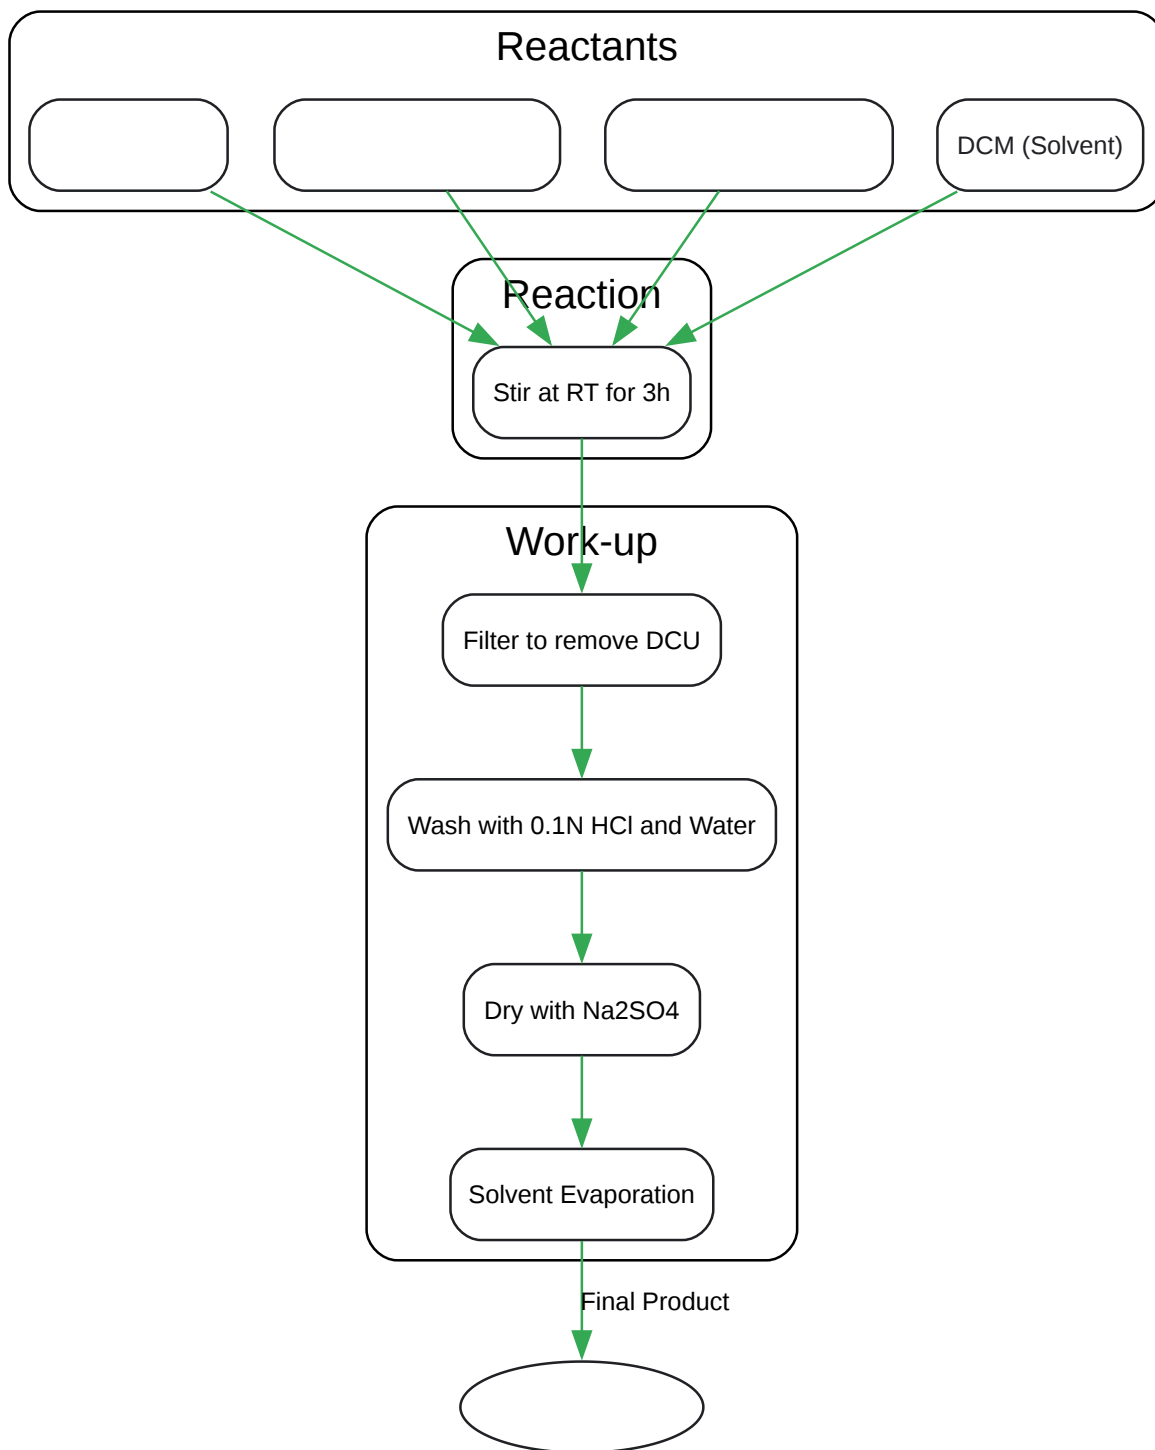 Reactants
DCM (Solvent)
Reaction
Stir at RT for 3h
Work-up
Filter to remove DCU
Wash with 0.1N HCl and Water
Dry with Na2SO4
Solvent Evaporation
Final Product